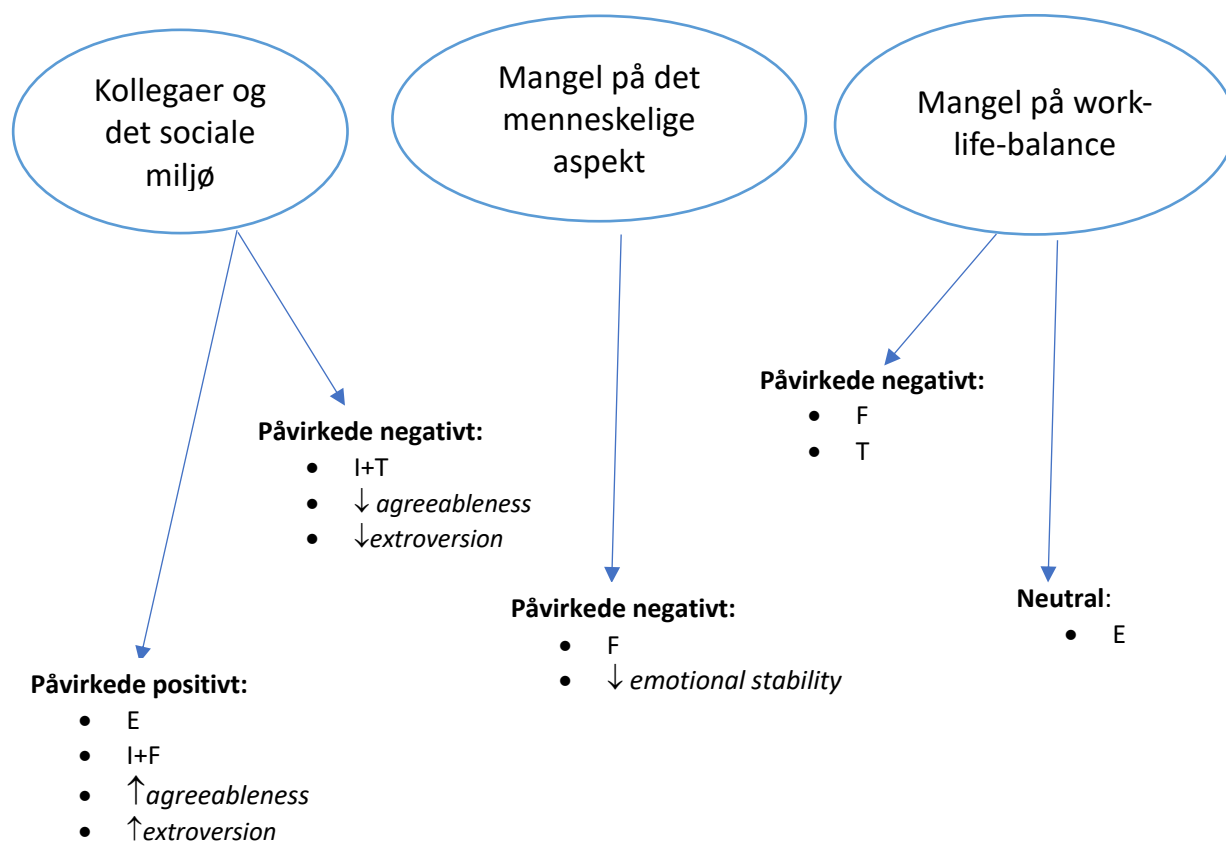 Kollegaer og
det sociale
miljø
Mangel på det
menneskelige
aspekt
Mangel på work-
life-balance
Påvirkede negativt:
• I+T
• ↓ agreeableness
• ↓extroversion
Påvirkede positivt:
• E
• I+F
• ↑agreeableness
• ↑extroversion
Påvirkede negativt:
• F
• ↓ emotional stability
Påvirkede negativt:
• F
• T
Neutral:
• E